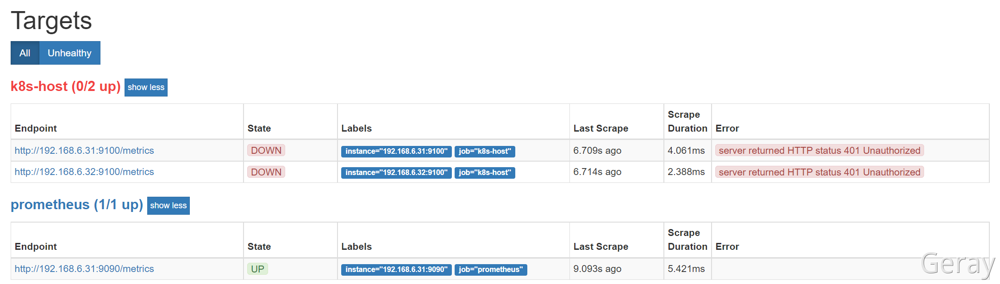 Targets
All Unhealthy
k8s-host (0/2 up) show less
Endpoint State Labels Last Scrape Scrape Duration Error
http://192.168.6.31:9100/metrics DOWN instance="192.168.6.31:9100" job="k8s-host" 6.709s ago 4.061ms server returned HTTP status 401 Unauthorized
http://192.168.6.32:9100/metrics DOWN instance="192.168.6.32:9100" job="k8s-host" 6.714s ago 2.388ms server returned HTTP status 401 Unauthorized
prometheus (1/1 up) show less
Endpoint State Labels Last Scrape Scrape Duration Error
http://192.168.6.31:9090/metrics UP instance="192.168.6.31:9090" job="prometheus" 9.093s ago 5.421ms
Geray